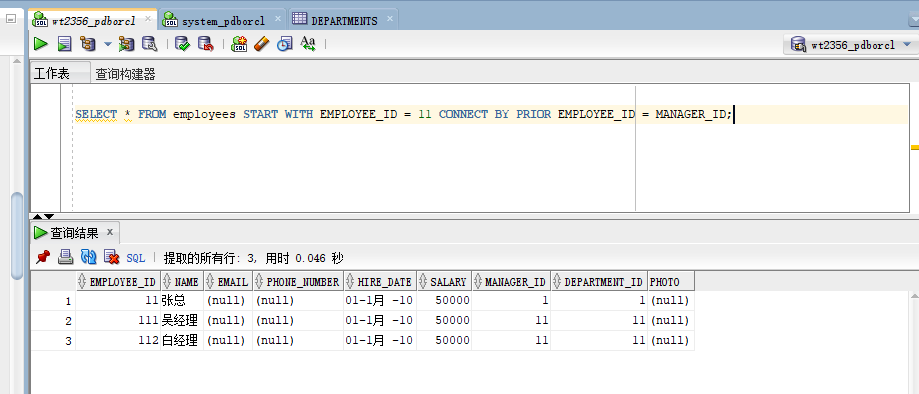 wt2356_pdborcl system_pdborcl DEPARTMENTS
wt2356_pdborcl
工作表 查询构建器
SELECT * FROM employees START WITH EMPLOYEE_ID = 11 CONNECT BY PRIOR EMPLOYEE_ID = MANAGER_ID;
查询结果
SQL | 提取的所有行: 3, 用时 0.046 秒
EMPLOYEE_ID NAME EMAIL PHONE_NUMBER HIRE_DATE SALARY MANAGER_ID DEPARTMENT_ID PHOTO
1 11 张总 (null) (null) 01-1月 -10 50000 1 1 (null)
2 111 吴经理 (null) (null) 01-1月 -10 50000 11 11 (null)
3 112 白经理 (null) (null) 01-1月 -10 50000 11 11 (null)